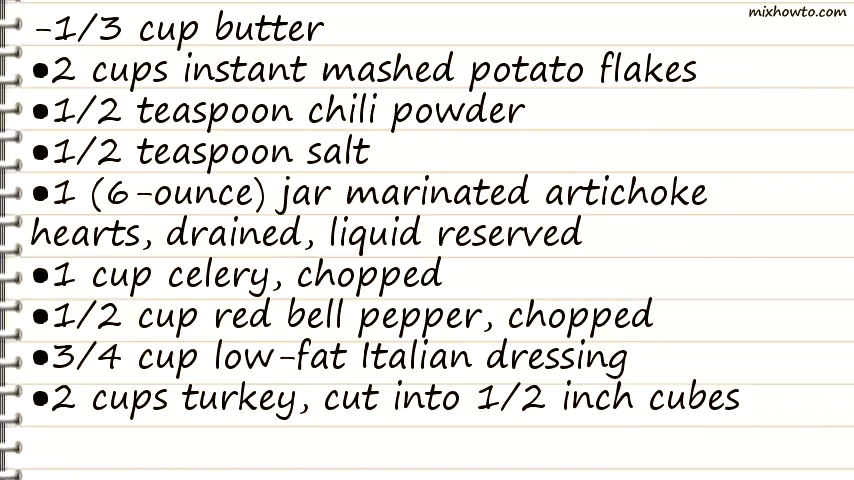 mixhowto.com
-1/3 cup butter
•2 cups instant mashed potato flakes
•1/2 teaspoon chili powder
•1/2 teaspoon salt
•1 (6-ounce) jar marinated artichoke
hearts, drained, liquid reserved
•1 cup celery, chopped
•1/2 cup red bell pepper, chopped
•3/4 cup low-fat Italian dressing
•2 cups turkey, cut into 1/2 inch cubes